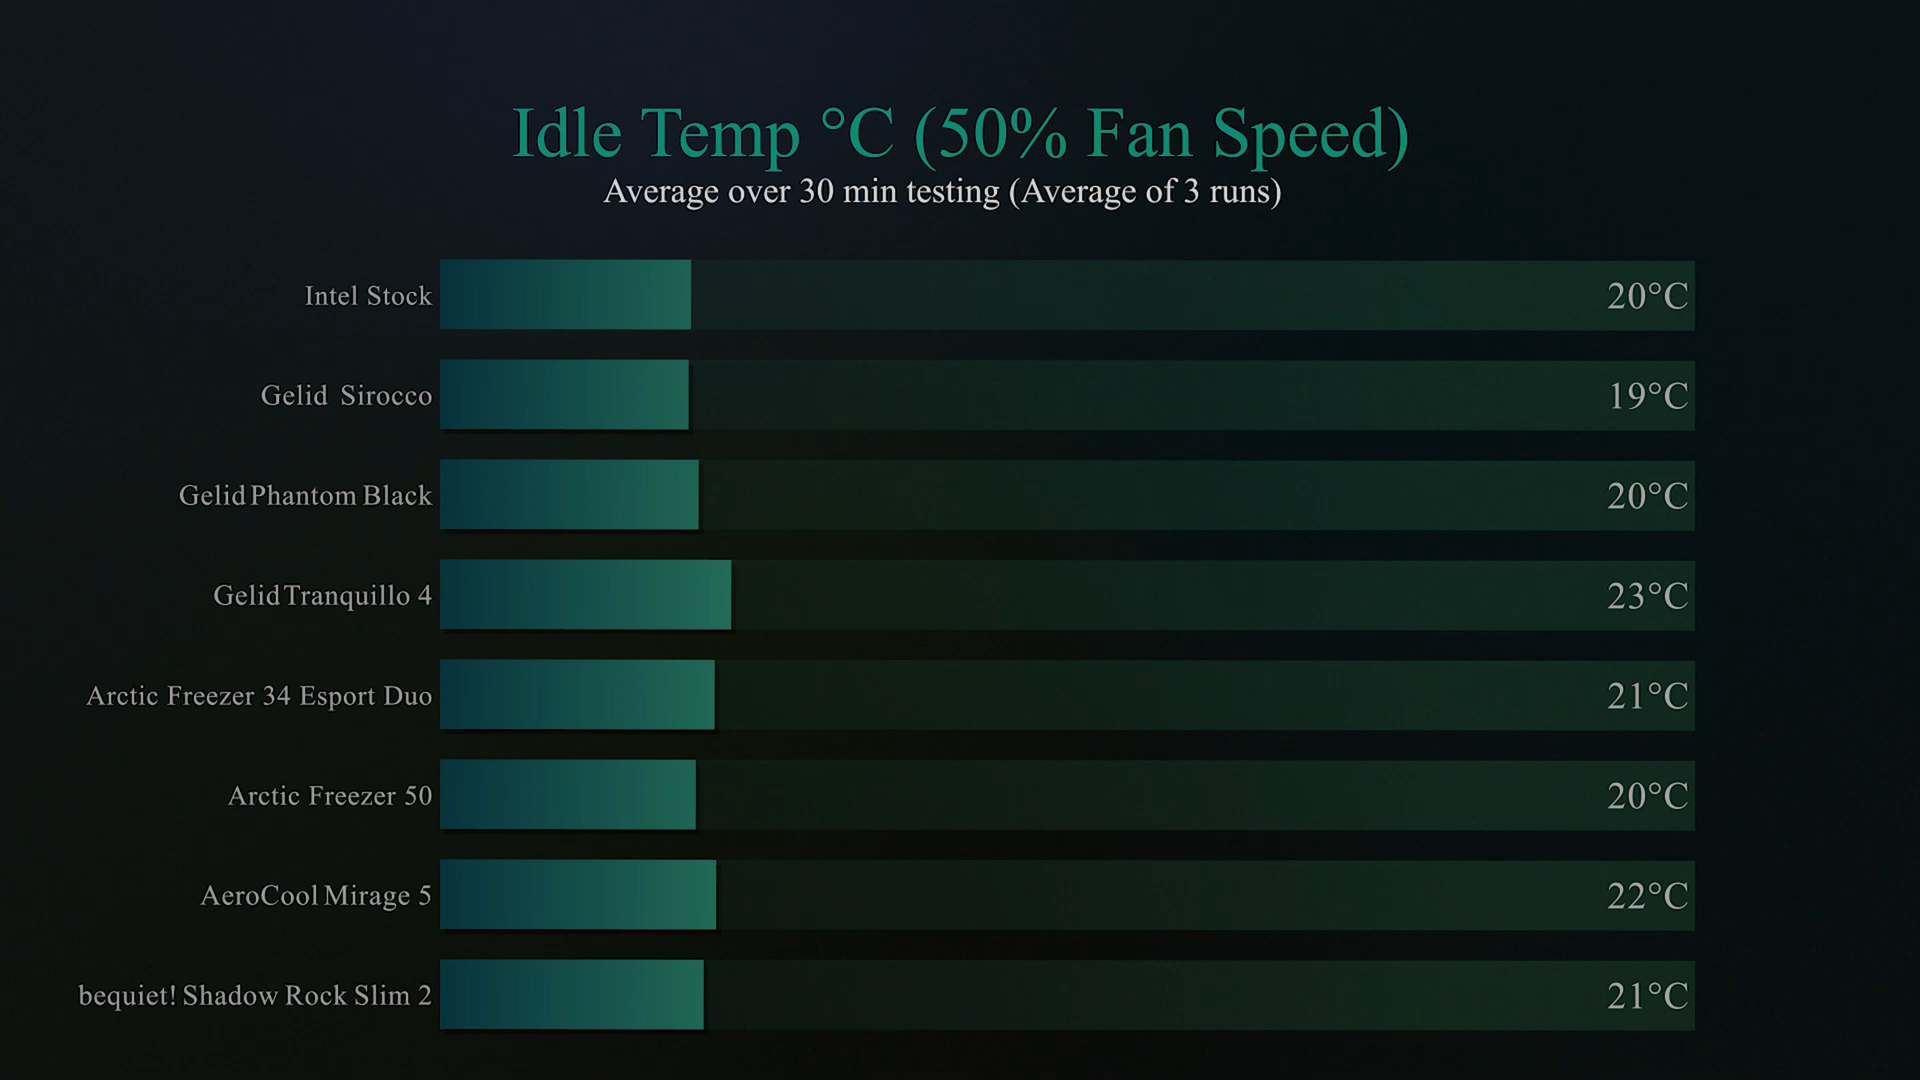 Idle Temp °C (50% Fan Speed)
Average over 30 min testing (Average of 3 runs)
Intel Stock 20°C
Gelid Sirocco 19°C
Gelid Phantom Black 20°C
Gelid Tranquillo 4 23°C
Arctic Freezer 34 Esport Duo 21°C
Arctic Freezer 50 20°C
AeroCool Mirage 5 22°C
bequiet! Shadow Rock Slim 2 21°C